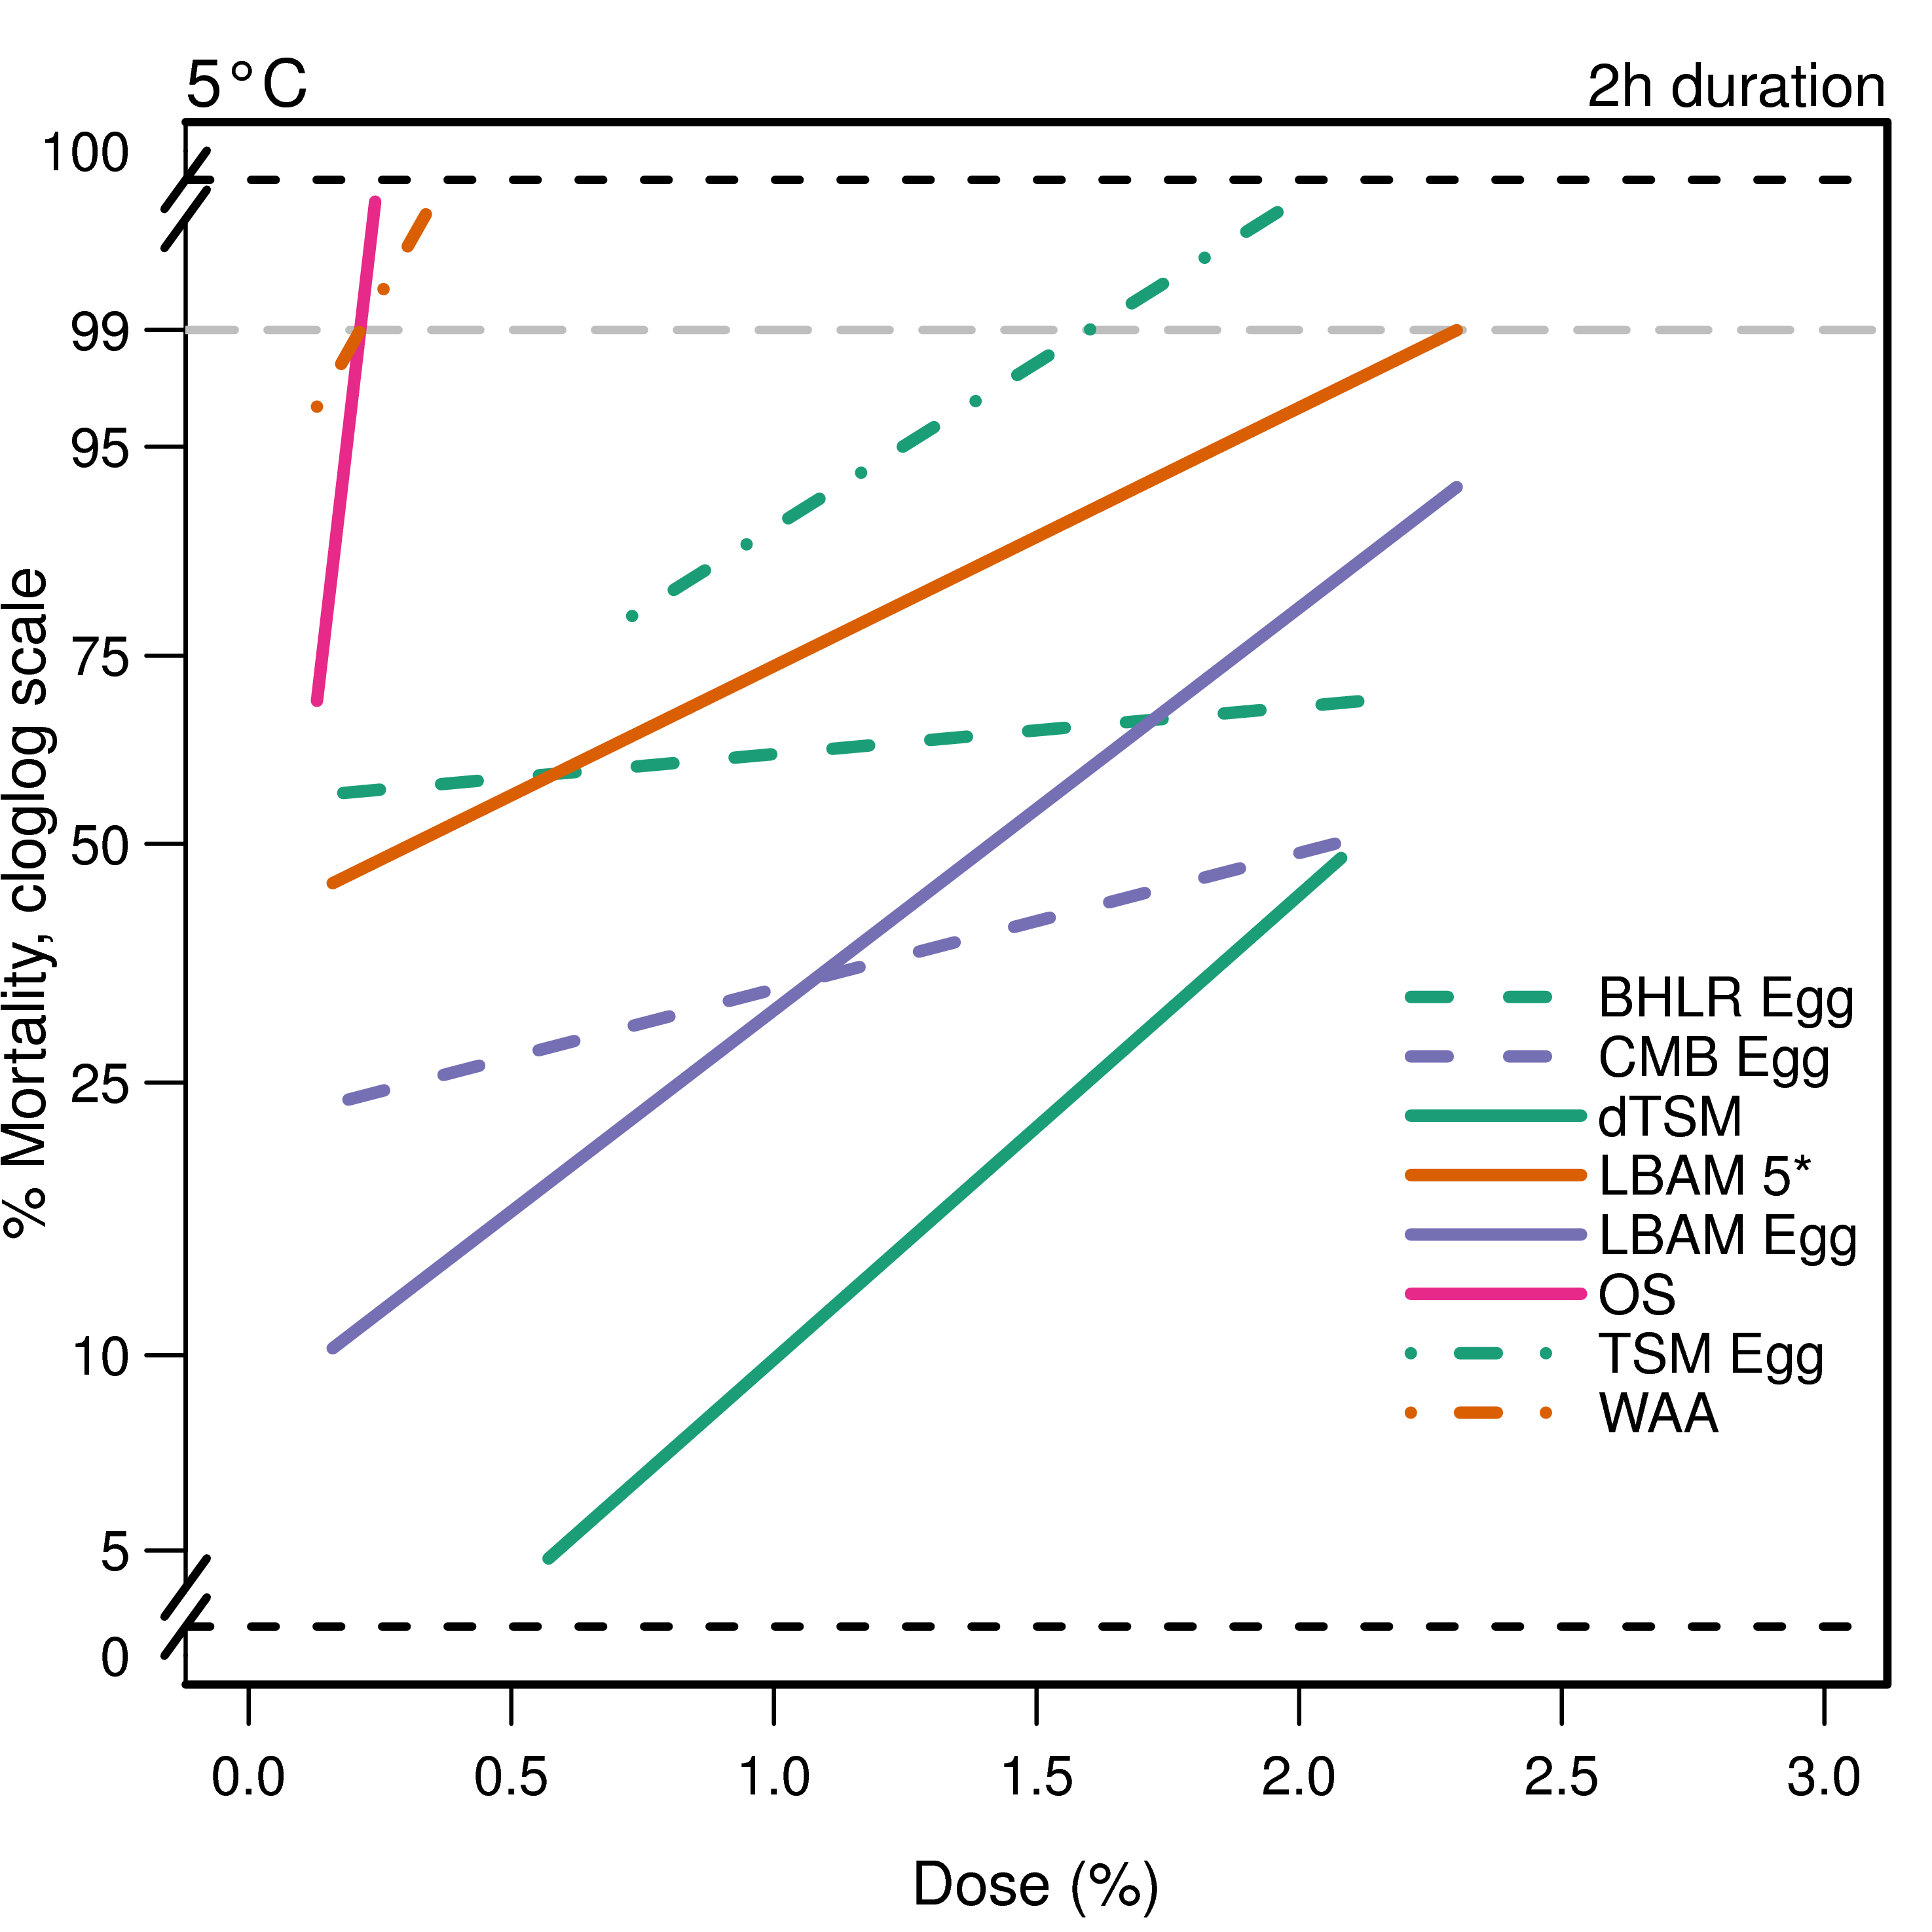 5°C
2h duration
100
99
95
75
50
25
10
5
0
% Mortality, cloglog scale
BHLR Egg
CMB Egg
dTSM
LBAM 5*
LBAM Egg
OS
TSM Egg
WAA
0.0 0.5 1.0 1.5 2.0 2.5 3.0
Dose (%)